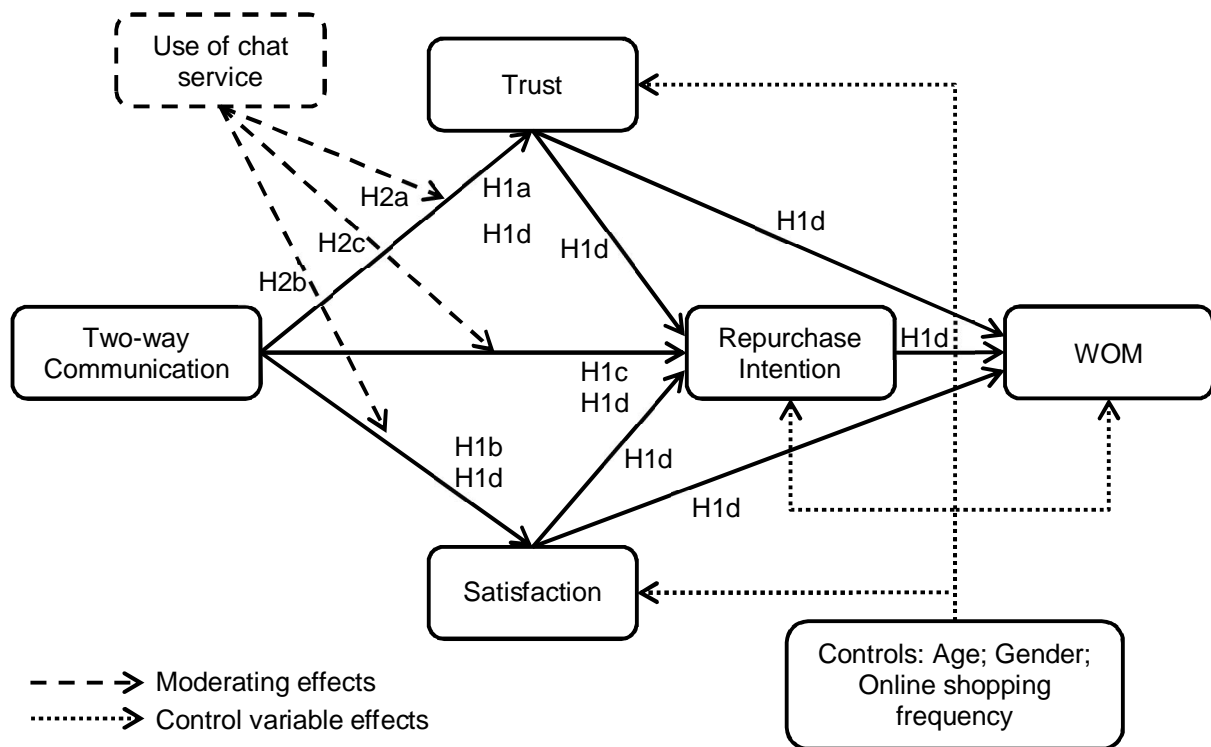 Use of chat
service
Trust
H2a
H1a
H2c
H1d
H1d
H1d
H2b
Two-way
Communication
Repurchase
Intention
H1d
WOM
H1c
H1d
H1b
H1d
H1d
H1d
Satisfaction
Controls: Age; Gender;
Online shopping
frequency
Moderating effects
Control variable effects